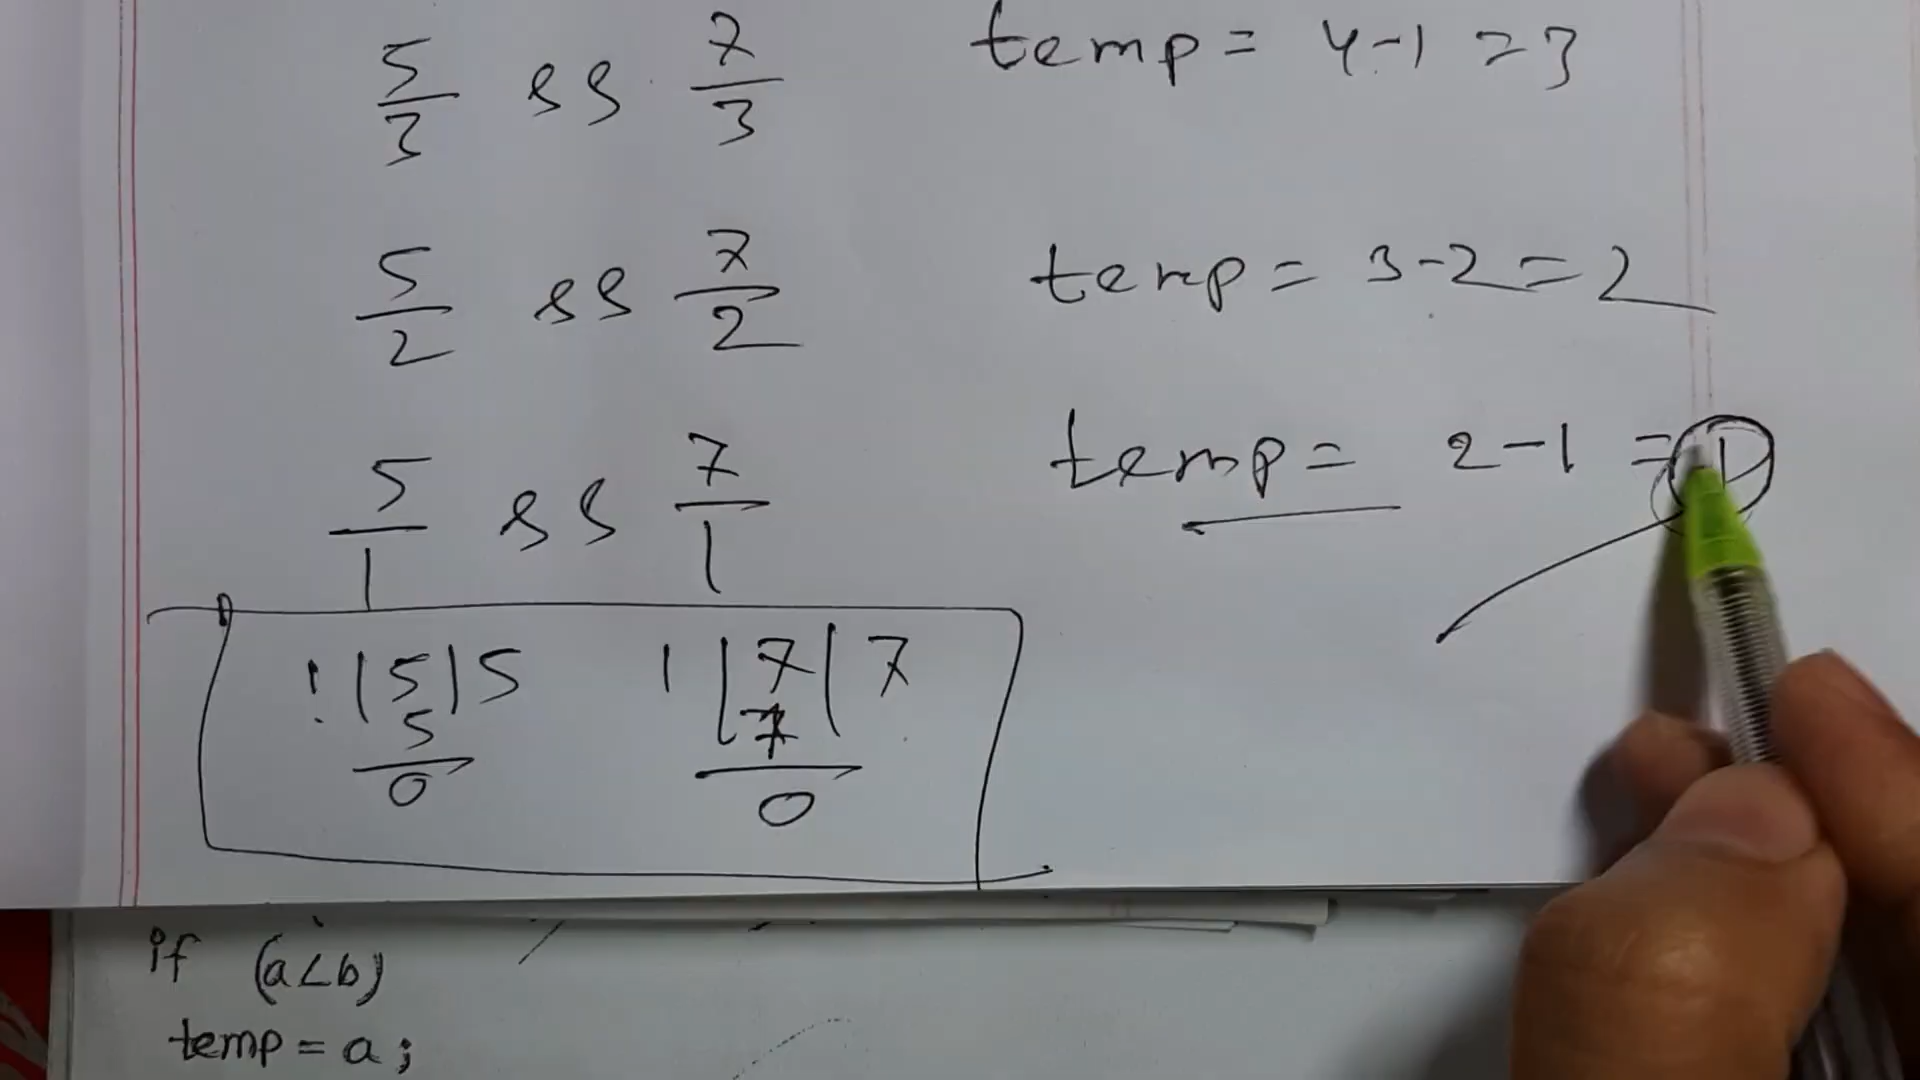 5/3 && 7/3 temp = 4-1 = 3
5/2 && 7/2 temp = 3-2 = 2
5/1 && 7/1 temp = 2-1 = 1
1|5|5 1|7|7
5 7
0 0
if (a<b)
temp = a;